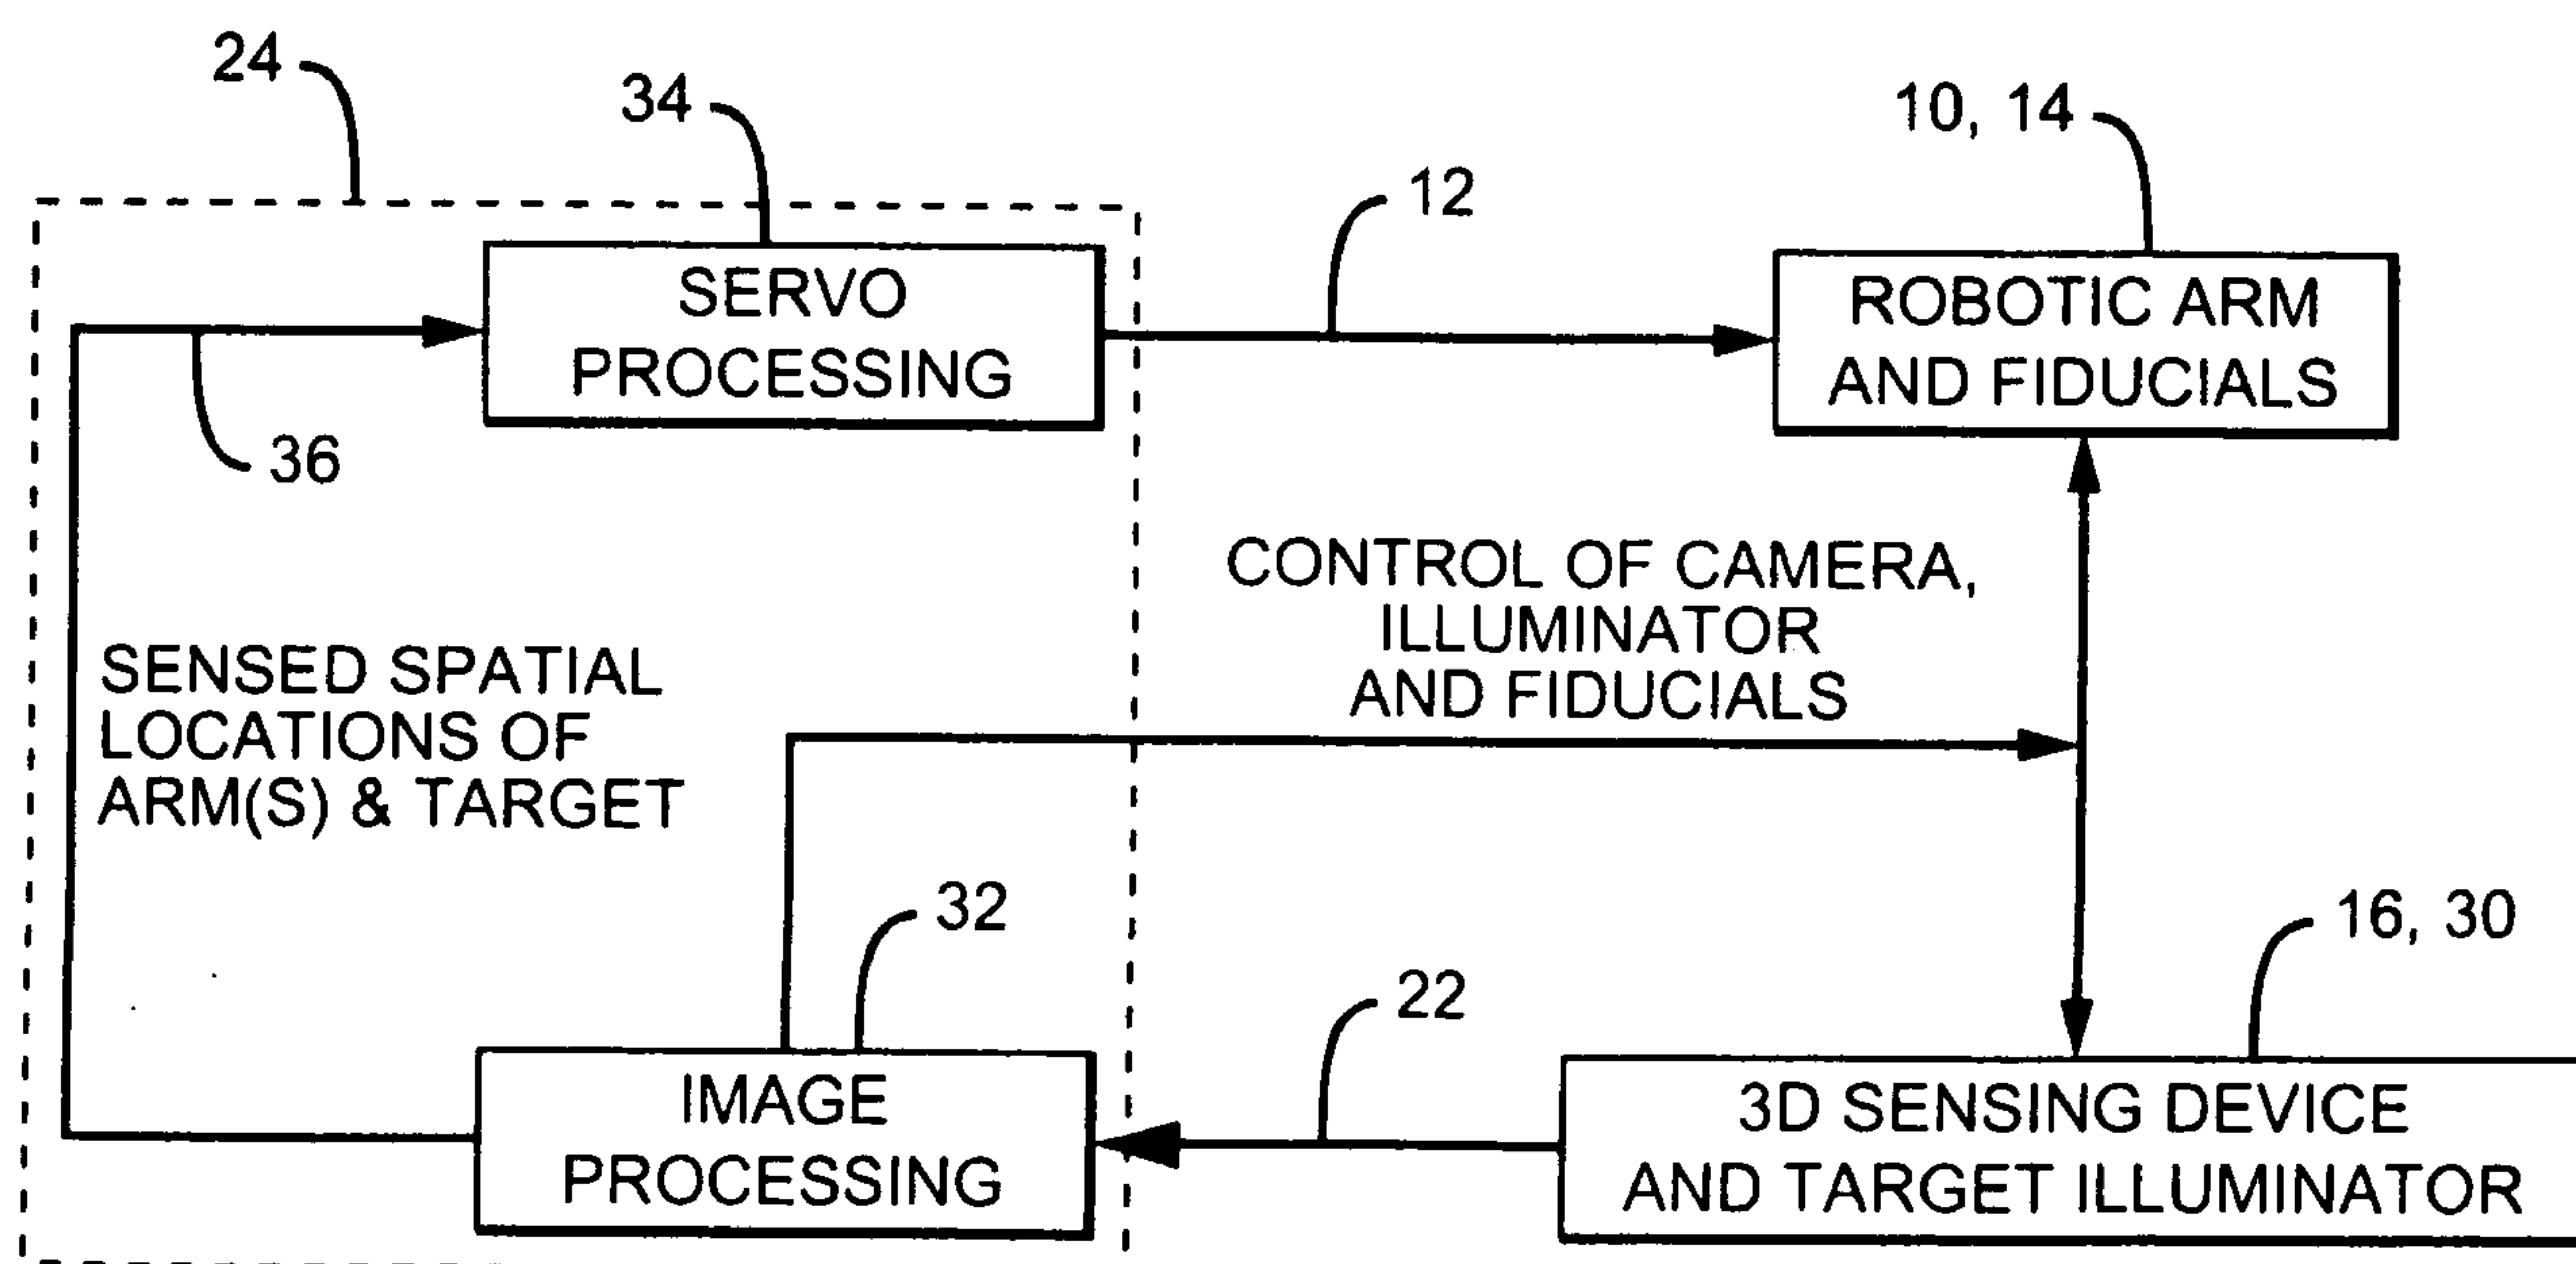 24
34
10, 14
12
SERVO
PROCESSING
ROBOTIC ARM
AND FIDUCIALS
36
CONTROL OF CAMERA,
ILLUMINATOR
AND FIDUCIALS
SENSED SPATIAL
LOCATIONS OF
ARM(S) & TARGET
32
16, 30
22
IMAGE
PROCESSING
3D SENSING DEVICE
AND TARGET ILLUMINATOR